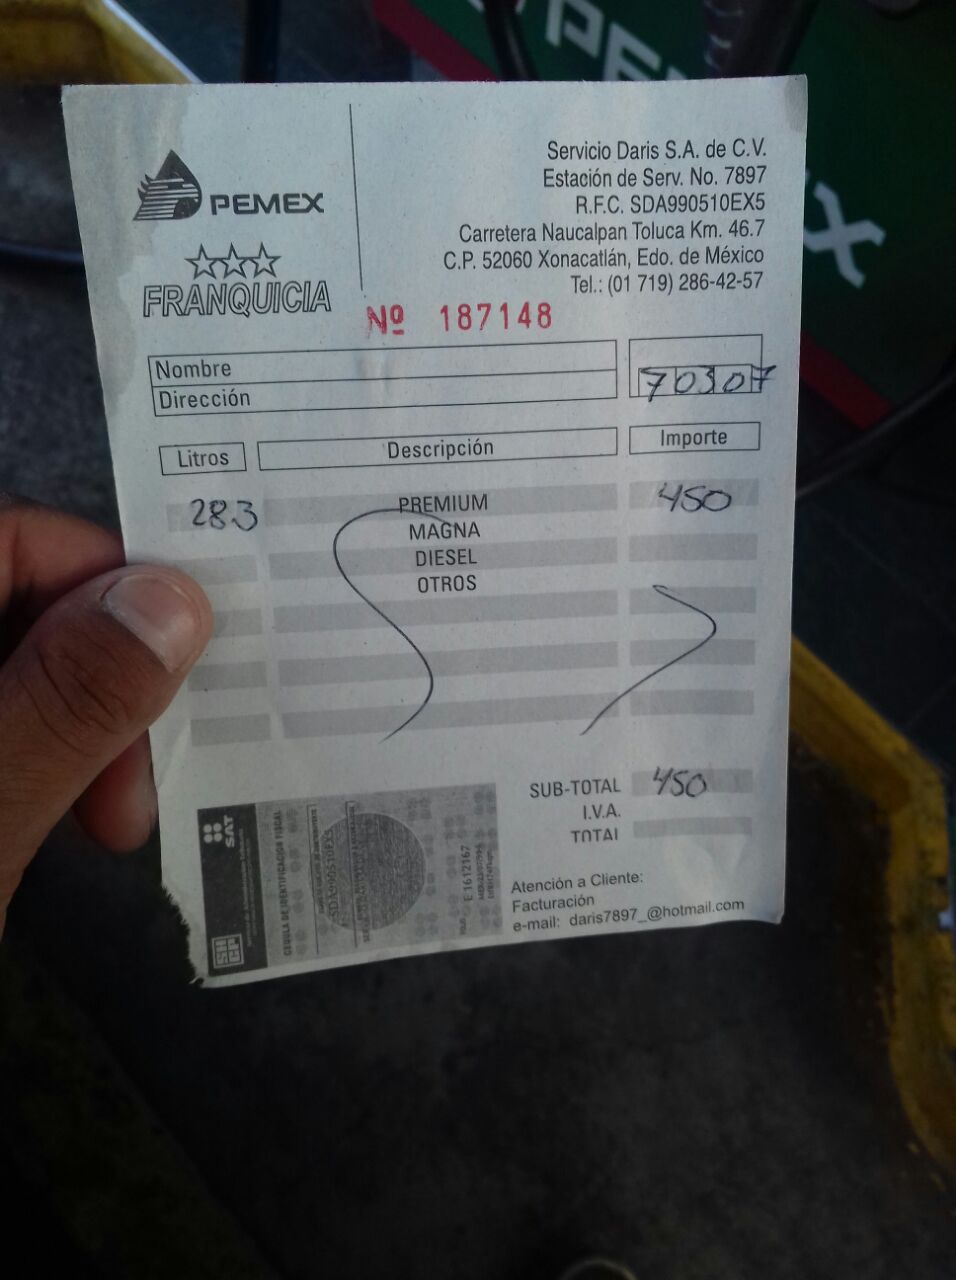 PEMEX
PEMEX
FRANQUICIA
Servicio Daris S.A. de C.V.
Estación de Serv. No. 7897
R.F.C. SDA990510EX5
Carretera Naucalpan Toluca Km. 46.7
C.P. 52060 Xonacatlán, Edo. de México
Tel.: (01 719) 286-42-57
Nº 187148
Nombre
Dirección
70307
Litros Descripción Importe
28.3 PREMIUM 450
MAGNA
DIESEL
OTROS
SUB-TOTAL 450
I.V.A.
TOTAL
SAT
SHCP
CEDULA DE IDENTIFICACION FISCAL
SDA990510EX5
E1612167
Atención a Cliente:
Facturación
e-mail: daris7897_@hotmail.com